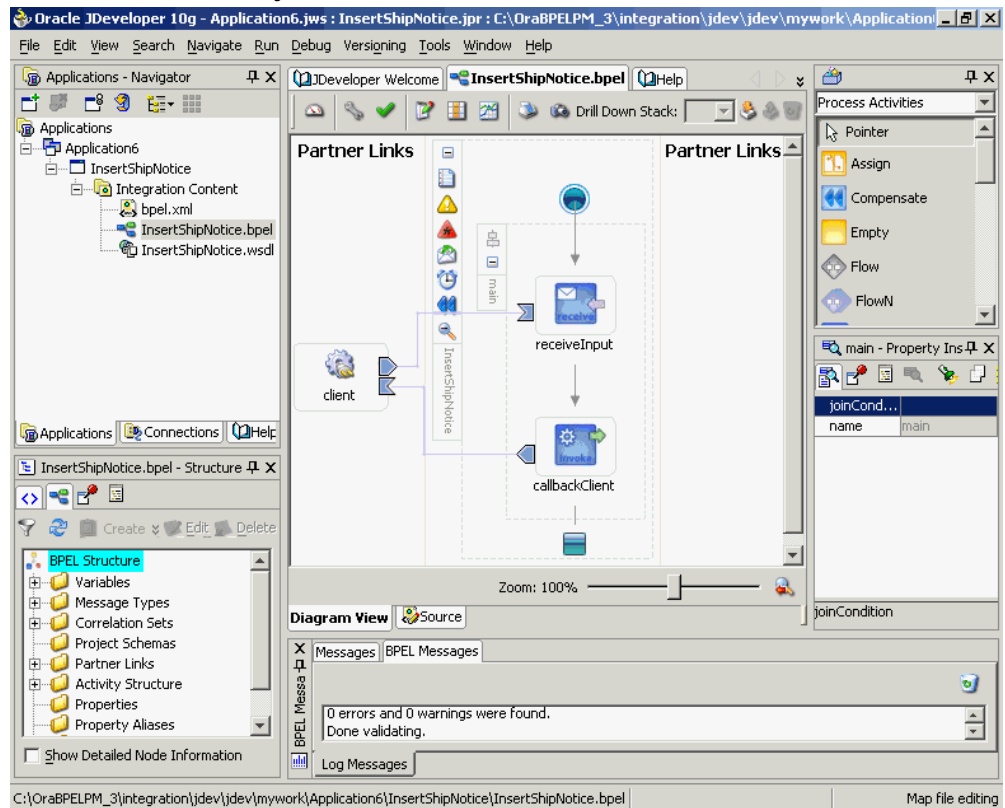 Oracle JDeveloper 10g - Application6.jws : InsertShipNotice.jpr : C:\OraBPELPM_3\integration\jdev\jdev\mywork\Application
File Edit View Search Navigate Run Debug Versioning Tools Window Help
Applications - Navigator
Applications
Application6
InsertShipNotice
Integration Content
bpel.xml
InsertShipNotice.bpel
InsertShipNotice.wsdl
Applications Connections Help
InsertShipNotice.bpel - Structure
Create Edit Delete
BPEL Structure
Variables
Message Types
Correlation Sets
Project Schemas
Partner Links
Activity Structure
Properties
Property Aliases
Show Detailed Node Information
JDeveloper Welcome InsertShipNotice.bpel Help
Drill Down Stack:
Partner Links Partner Links
main
receive
receiveInput
InsertShipNotice
client
invoke
callbackClient
Zoom: 100%
Diagram View Source
Messages BPEL Messages
BPEL Messa
0 errors and 0 warnings were found.
Done validating.
Log Messages
Process Activities
Pointer
Assign
Compensate
Empty
Flow
FlowN
main - Property Ins
joinCond...
name main
joinCondition
C:\OraBPELPM_3\integration\jdev\jdev\mywork\Application6\InsertShipNotice\InsertShipNotice.bpel Map file editing